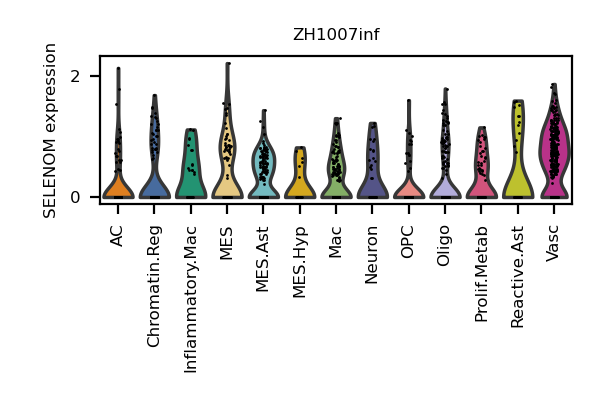 ZH1007inf
SELENOM expression
2
0
AC
Chromatin.Reg
Inflammatory.Mac
MES
MES.Ast
MES.Hyp
Mac
Neuron
OPC
Oligo
Prolif.Metab
Reactive.Ast
Vasc